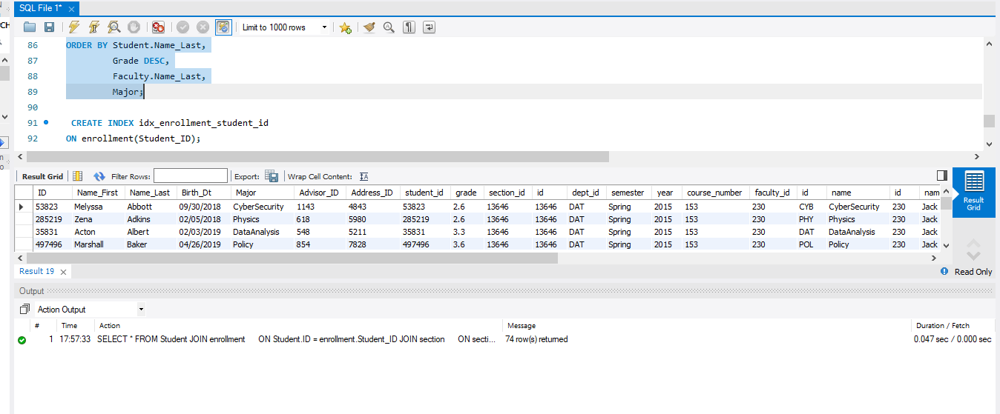 SQL File 1*
Limit to 1000 rows
86 ORDER BY Student.Name_Last,
87 Grade DESC,
88 Faculty.Name_Last,
89 Major;
90
91 CREATE INDEX idx_enrollment_student_id
92 ON enrollment(Student_ID);
Result Grid Filter Rows: Export: Wrap Cell Content: IA
ID Name_First Name_Last Birth_Dt Major Advisor_ID Address_ID student_id grade section_id id dept_id semester year course_number faculty_id id name id nam
53823 Melyssa Abbott 09/30/2018 CyberSecurity 1143 4843 53823 2.6 13646 13646 DAT Spring 2015 153 230 CYB CyberSecurity 230 Jack
285219 Zena Adkins 02/05/2018 Physics 618 5980 285219 2.6 13646 13646 DAT Spring 2015 153 230 PHY Physics 230 Jack
35831 Acton Albert 02/03/2019 DataAnalysis 548 5211 35831 3.3 13646 13646 DAT Spring 2015 153 230 DAT DataAnalysis 230 Jack
497496 Marshall Baker 04/26/2019 Policy 854 7828 497496 3.6 13646 13646 DAT Spring 2015 153 230 POL Policy 230 Jack
Result
Grid
Result 19
Read Only
Output
Action Output
# Time Action Message Duration / Fetch
1 17:57:33 SELECT * FROM Student JOIN enrollment ON Student.ID = enrollment.Student_ID JOIN section ON secti... 74 row(s) returned 0.047 sec / 0.000 sec